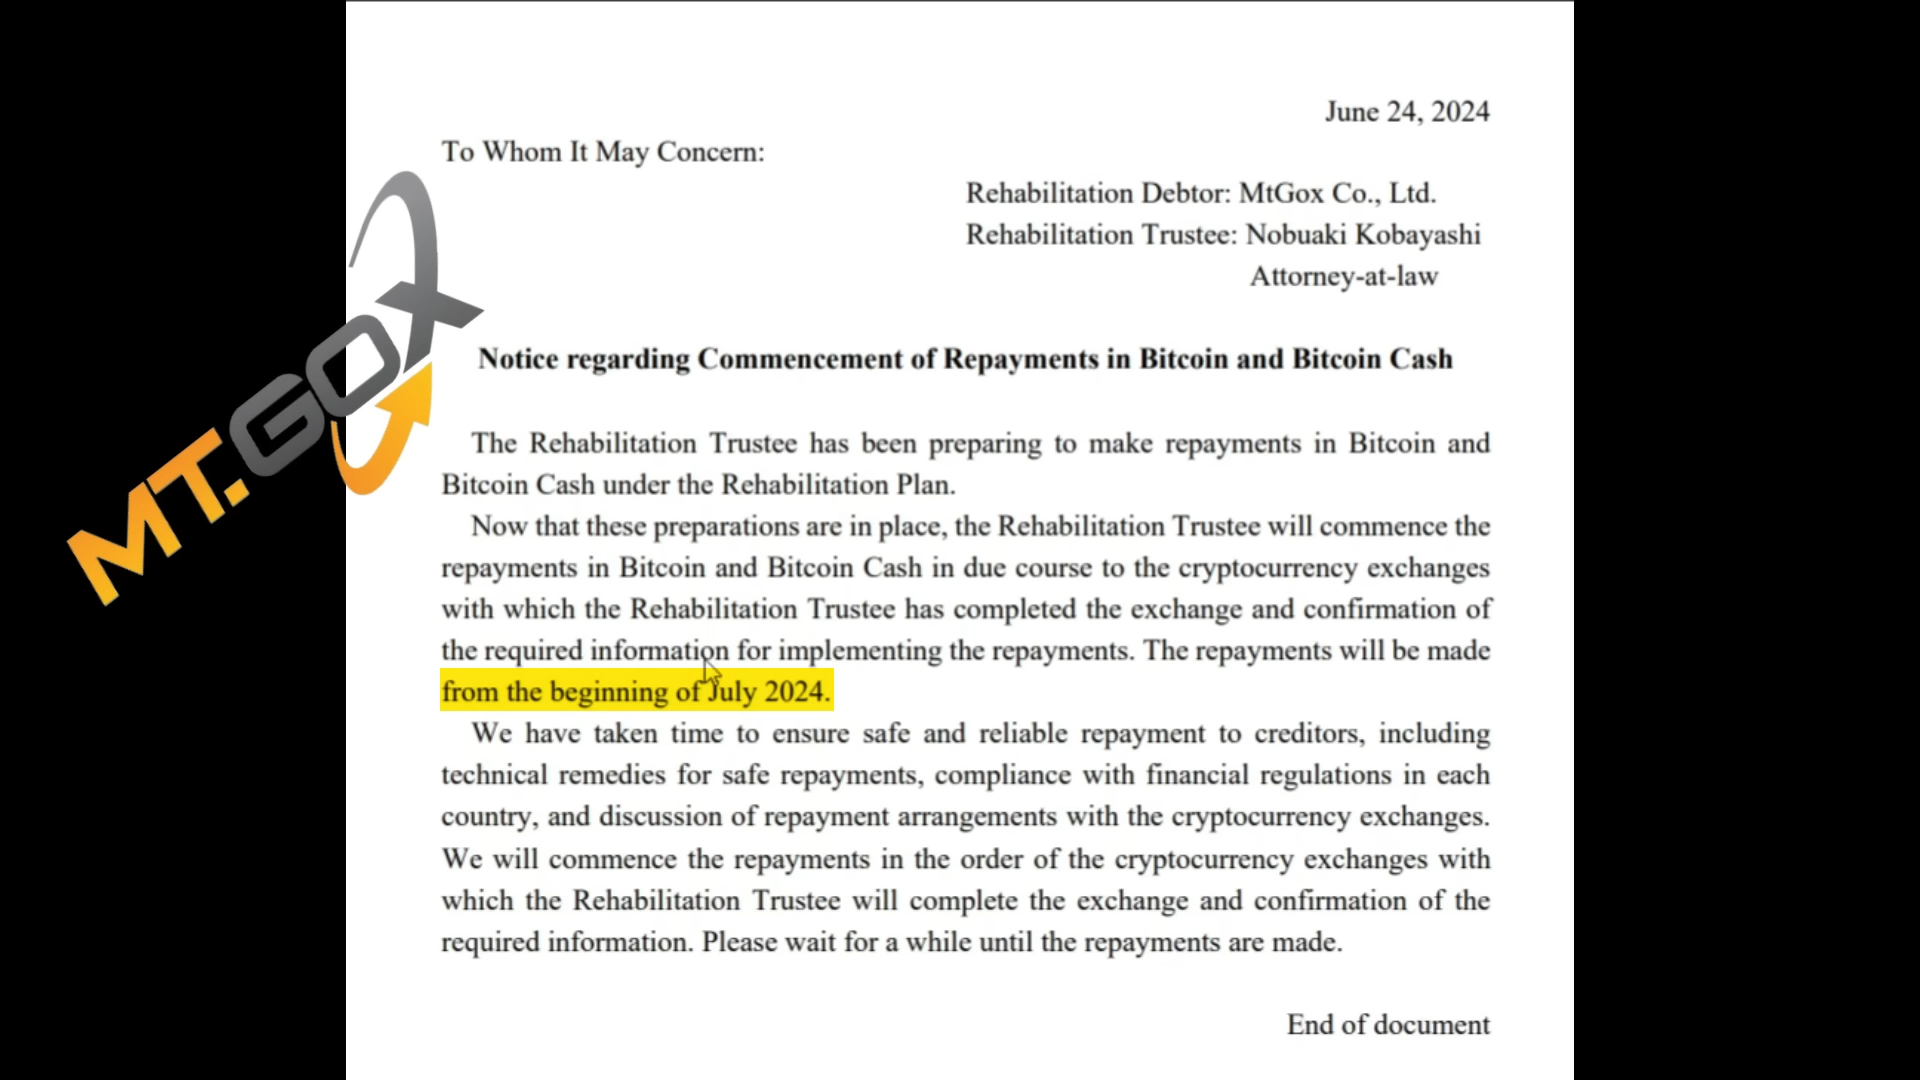 June 24, 2024
To Whom It May Concern:
Rehabilitation Debtor: MtGox Co., Ltd.
Rehabilitation Trustee: Nobuaki Kobayashi
Attorney-at-law
MT.GOX
Notice regarding Commencement of Repayments in Bitcoin and Bitcoin Cash
The Rehabilitation Trustee has been preparing to make repayments in Bitcoin and
Bitcoin Cash under the Rehabilitation Plan.
Now that these preparations are in place, the Rehabilitation Trustee will commence the
repayments in Bitcoin and Bitcoin Cash in due course to the cryptocurrency exchanges
with which the Rehabilitation Trustee has completed the exchange and confirmation of
the required information for implementing the repayments. The repayments will be made
from the beginning of July 2024.
We have taken time to ensure safe and reliable repayment to creditors, including
technical remedies for safe repayments, compliance with financial regulations in each
country, and discussion of repayment arrangements with the cryptocurrency exchanges.
We will commence the repayments in the order of the cryptocurrency exchanges with
which the Rehabilitation Trustee will complete the exchange and confirmation of the
required information. Please wait for a while until the repayments are made.
End of document